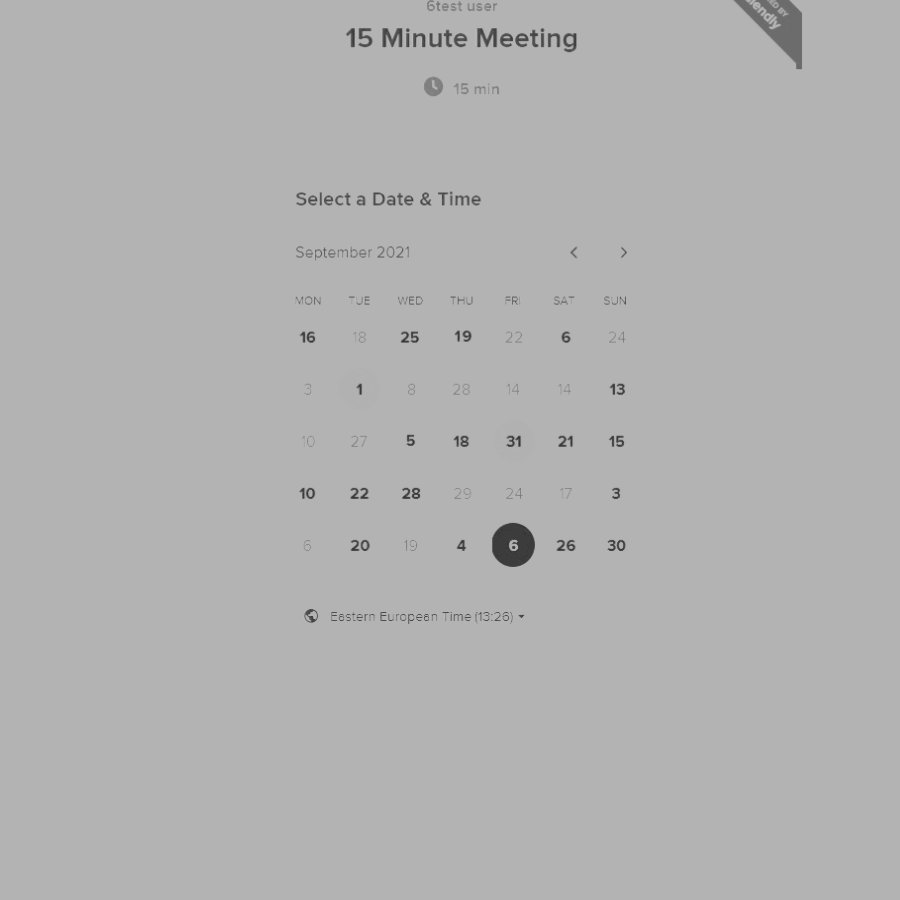 6test user
15 Minute Meeting
15 min
Select a Date & Time
September 2021
MON TUE WED THU FRI SAT SUN
16 18 25 19 22 6 24
3 1 8 28 14 14 13
10 27 5 18 31 21 15
10 22 28 29 24 17 3
6 20 19 4 6 26 30
Eastern European Time (13:26)